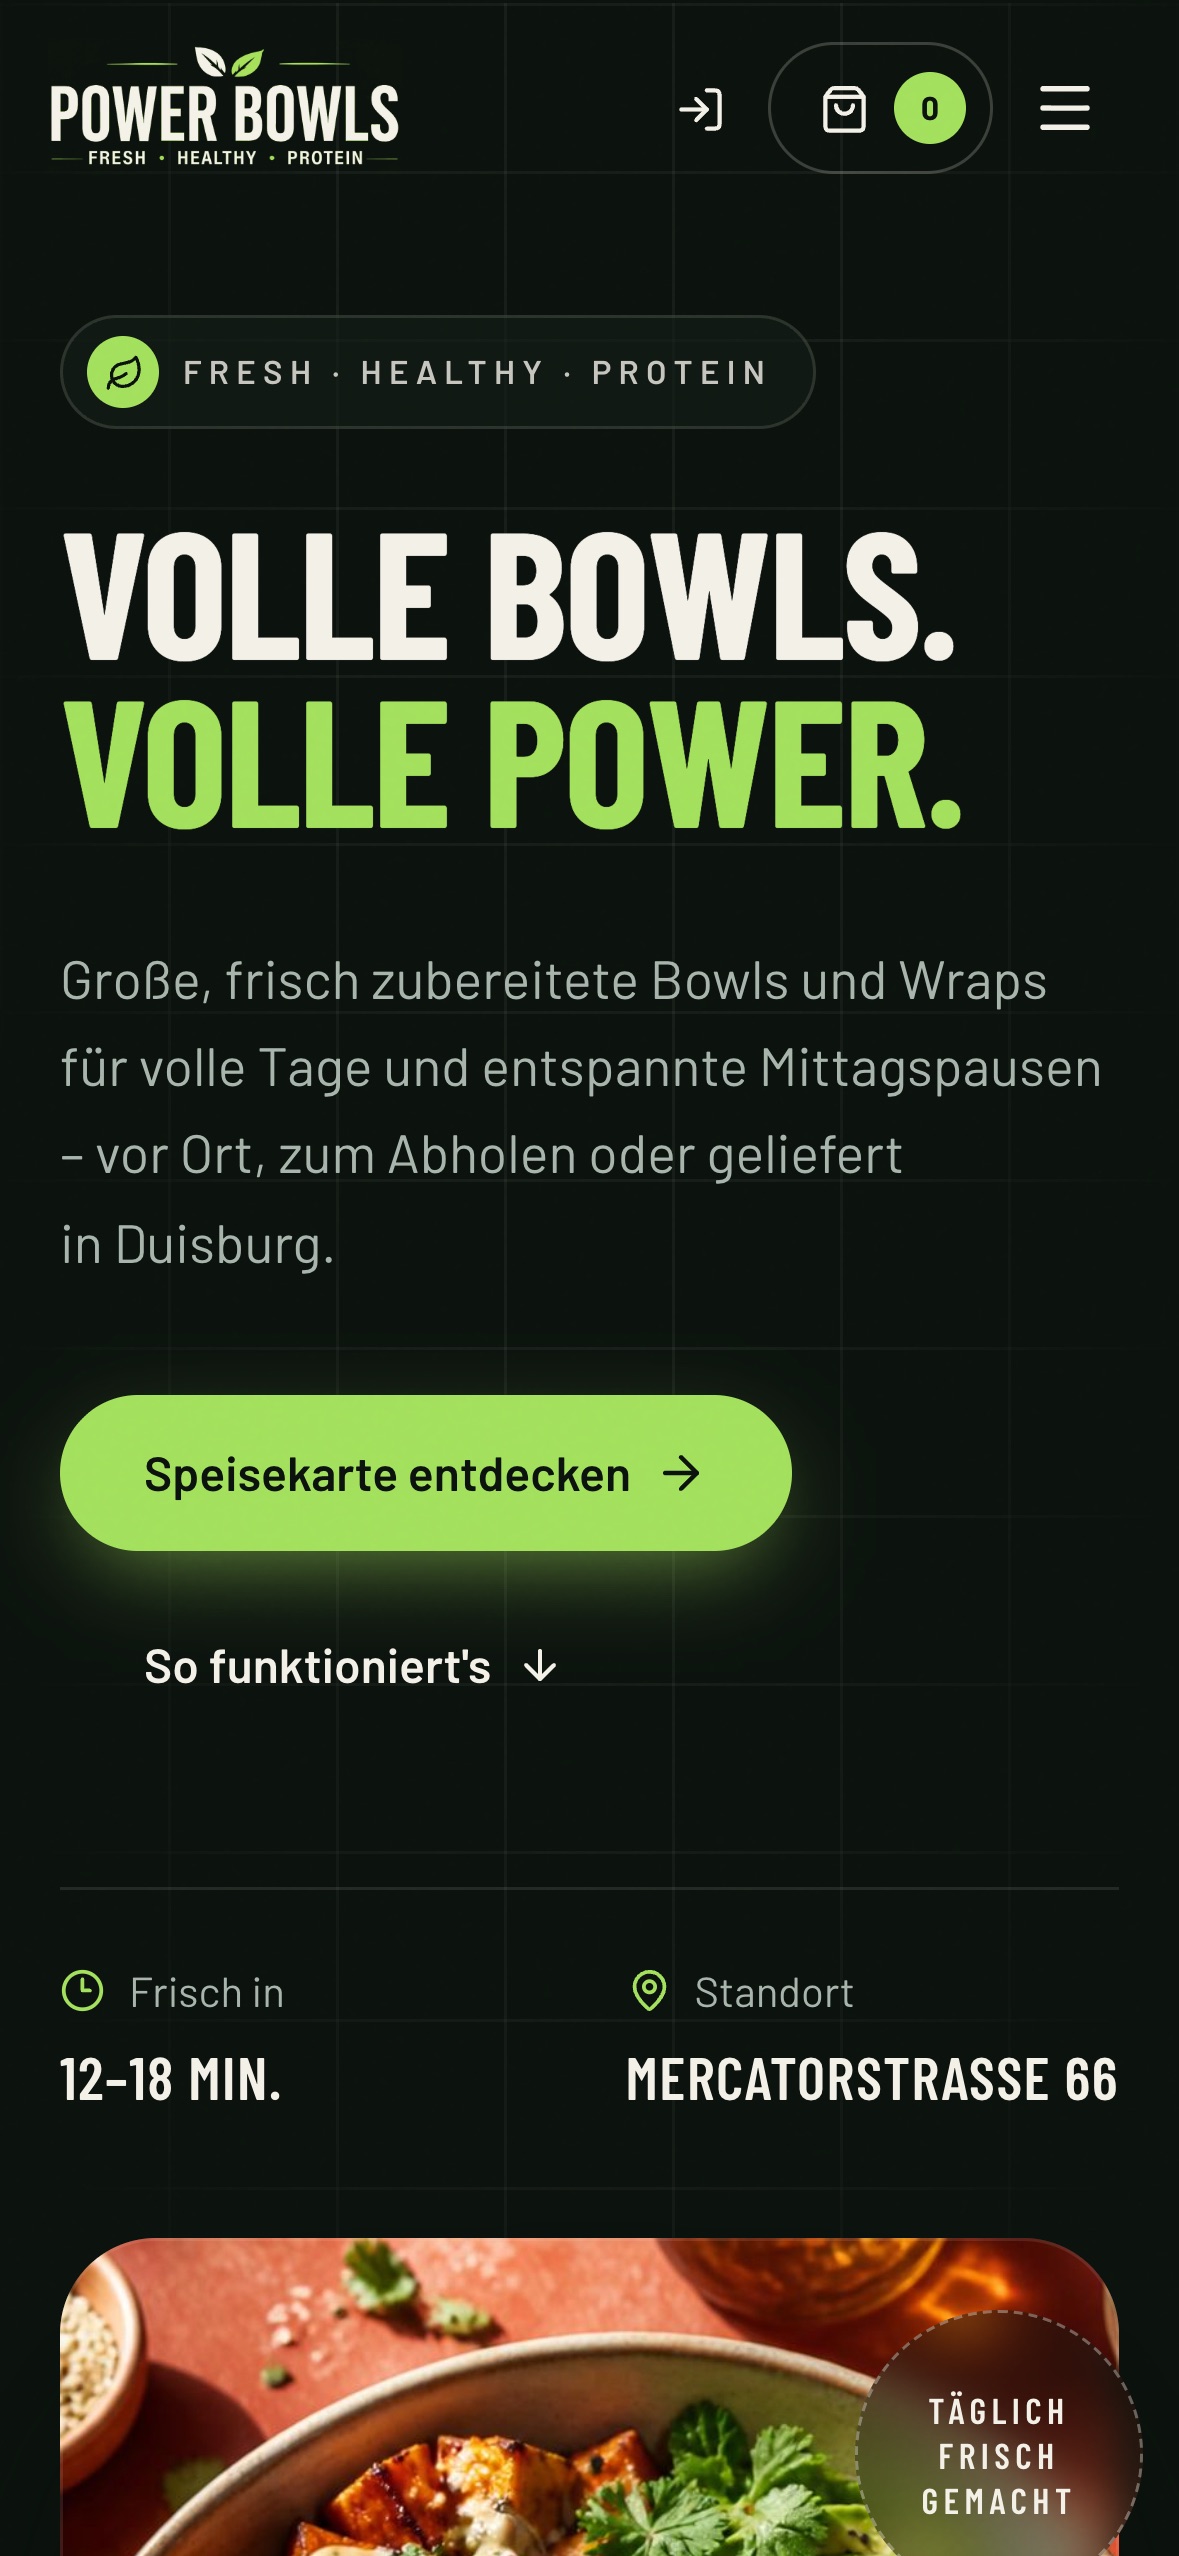 POWER BOWLS
FRESH • HEALTHY • PROTEIN
0
FRESH · HEALTHY · PROTEIN
VOLLE BOWLS.
VOLLE POWER.
Große, frisch zubereitete Bowls und Wraps
für volle Tage und entspannte Mittagspausen
– vor Ort, zum Abholen oder geliefert
in Duisburg.
Speisekarte entdecken →
So funktioniert's ↓
Frisch in
12–18 MIN.
Standort
MERCATORSTRASSE 66
TÄGLICH
FRISCH
GEMACHT